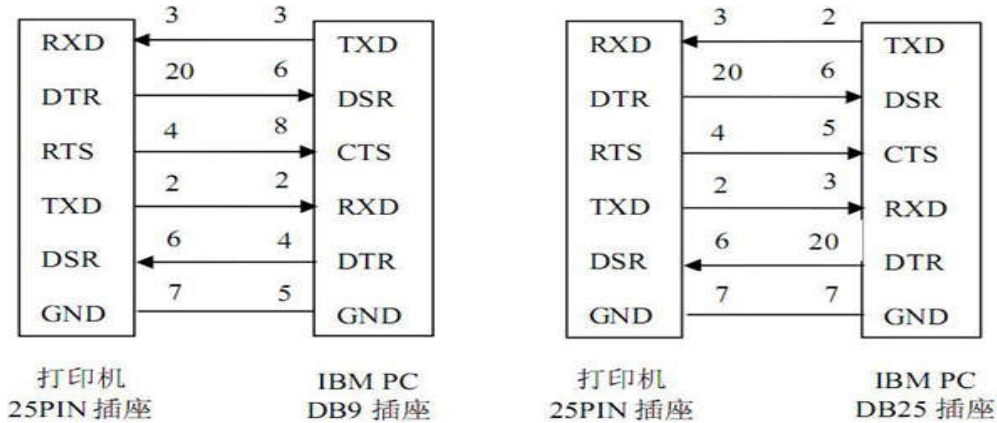 3 3
RXD TXD
20 6
DTR DSR
4 8
RTS CTS
2 2
TXD RXD
6 4
DSR DTR
7 5
GND GND
打印机 IBM PC
25PIN 插座 DB9 插座
3 2
RXD TXD
20 6
DTR DSR
4 5
RTS CTS
2 3
TXD RXD
6 20
DSR DTR
7 7
GND GND
打印机 IBM PC
25PIN 插座 DB25 插座